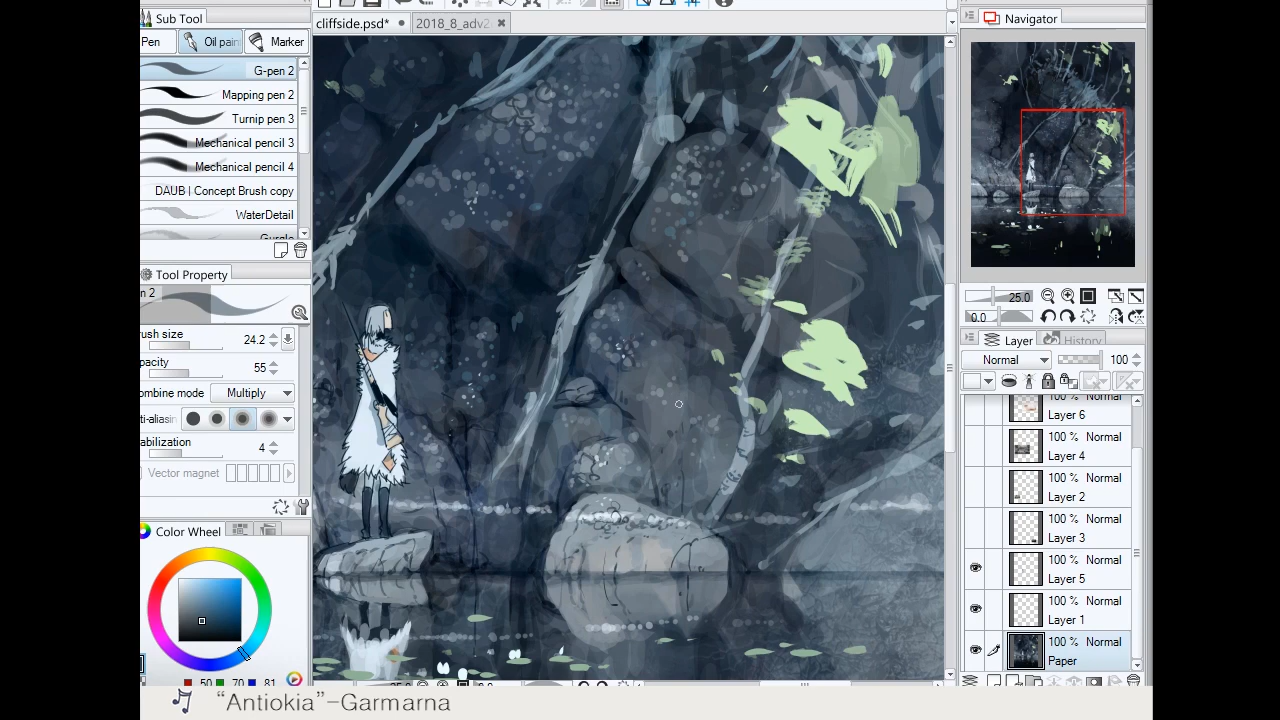 Sub Tool
Pen
Oil pain
Marker
G-pen 2
Mapping pen 2
Turnip pen 3
Mechanical pencil 3
Mechanical pencil 4
DAUB | Concept Brush copy
WaterDetail
Gurgle
Tool Property
n 2
rush size 24.2
pacity 55
ombine mode Multiply
ti-aliasin
abilization 4
Vector magnet
Color Wheel
50 70 81
cliffside.psd*
2018_8_adv2
Navigator
25.0
0.0
Layer
History
Normal 100
Layer 6
100 % Normal
Layer 4
100 % Normal
Layer 2
100 % Normal
Layer 3
100 % Normal
Layer 5
100 % Normal
Layer 1
100 % Normal
Paper
“Antiokia”-Garmarna